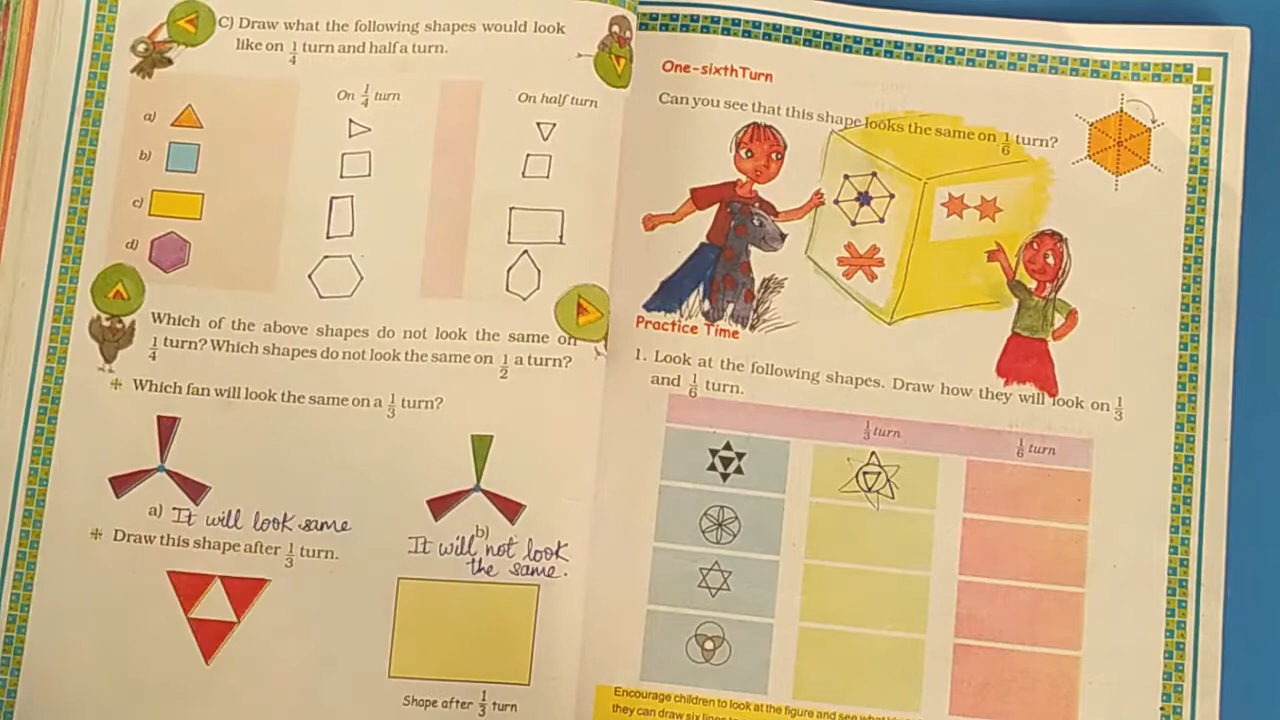 C) Draw what the following shapes would look
like on 1/4 turn and half a turn.
On 1/4 turn
On half turn
a)
b)
c)
d)
Which of the above shapes do not look the same on
1/4 turn? Which shapes do not look the same on 1/2 a turn?
Which fan will look the same on a 1/3 turn?
a) It will look same
b)
It will not look
the same.
Draw this shape after 1/3 turn.
Shape after 1/3 turn
One-sixth Turn
Can you see that this shape looks the same on 1/6 turn?
Practice Time
1. Look at the following shapes. Draw how they will look on 1/3
and 1/6 turn.
1/3 turn
1/6 turn
Encourage children to look at the figure and see what
they can draw six lines